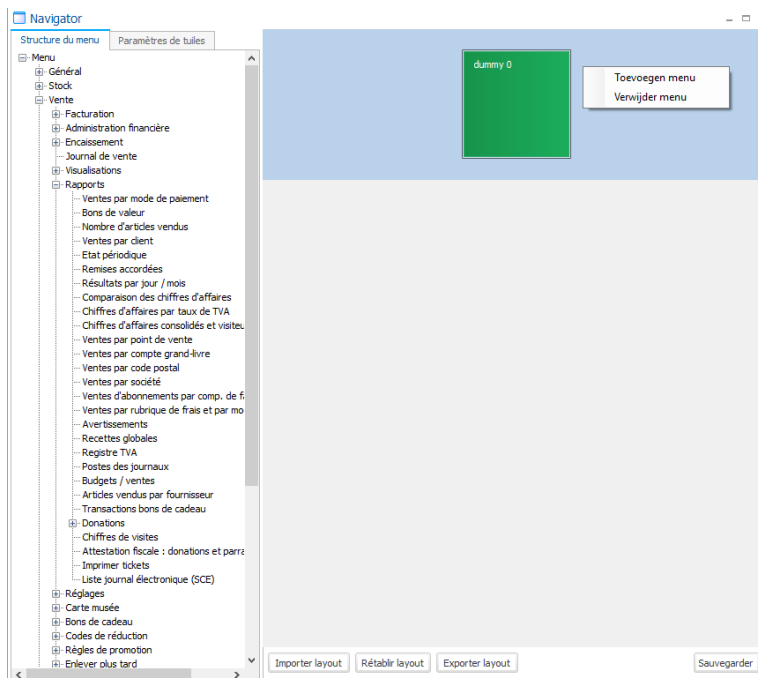 Navigator
Structure du menu
Paramètres de tuiles
Menu
Général
Stock
Vente
Facturation
Administration financière
Encaissement
Journal de vente
Visualisations
Rapports
Ventes par mode de paiement
Bons de valeur
Nombre d'articles vendus
Ventes par client
Etat périodique
Remises accordées
Résultats par jour / mois
Comparaison des chiffres d'affaires
Chiffres d'affaires par taux de TVA
Chiffres d'affaires consolidés et visiteu
Ventes par point de vente
Ventes par compte grand-livre
Ventes par code postal
Ventes par société
Ventes d'abonnements par comp. de fa
Ventes par rubrique de frais et par mo
Avertissements
Recettes globales
Registre TVA
Postes des journaux
Budgets / ventes
Articles vendus par fournisseur
Transactions bons de cadeau
Donations
Chiffres de visites
Attestation fiscale : donations et parra
Imprimer tickets
Liste journal électronique (SCE)
Réglages
Carte musée
Bons de cadeau
Codes de réduction
Règles de promotion
Enlever plus tard
dummy 0
Toevoegen menu
Verwijder menu
Importer layout
Rétablir layout
Exporter layout
Sauvegarder